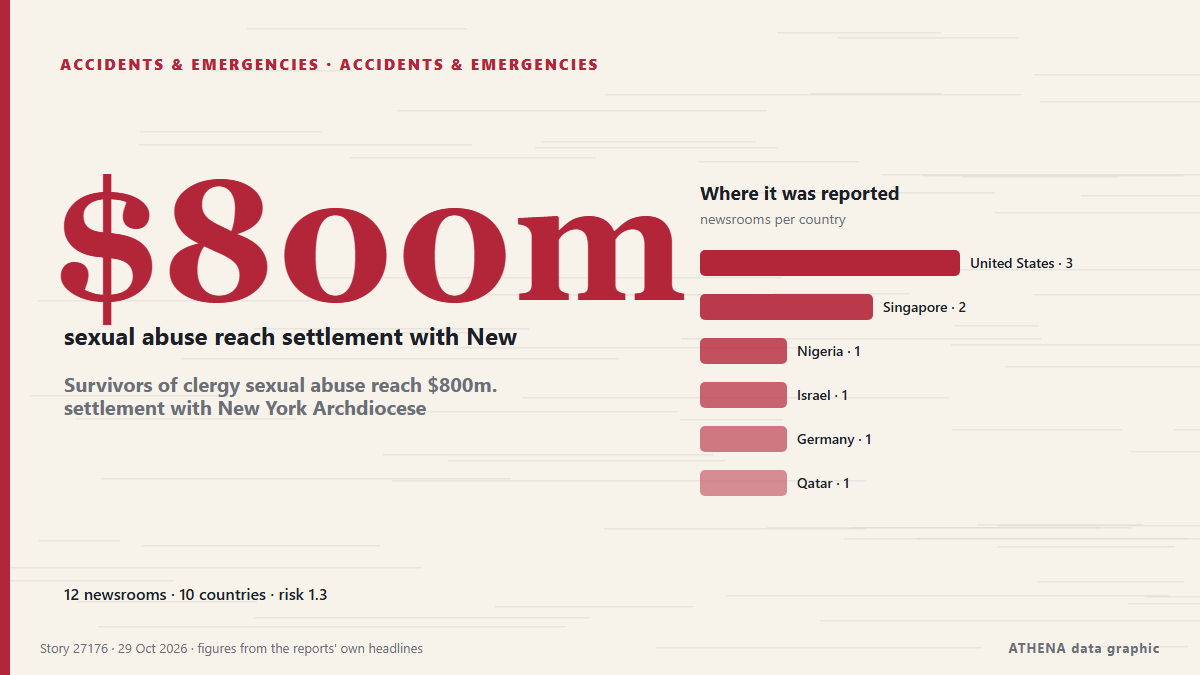 ACCIDENTS & EMERGENCIES · ACCIDENTS & EMERGENCIES
$800m
sexual abuse reach settlement with New
Survivors of clergy sexual abuse reach $800m.
settlement with New York Archdiocese
12 newsrooms · 10 countries · risk 1.3
Where it was reported
newsrooms per country
United States · 3
Singapore · 2
Nigeria · 1
Israel · 1
Germany · 1
Qatar · 1
Story 27176 · 29 Oct 2026 · figures from the reports' own headlines
ATHENA data graphic